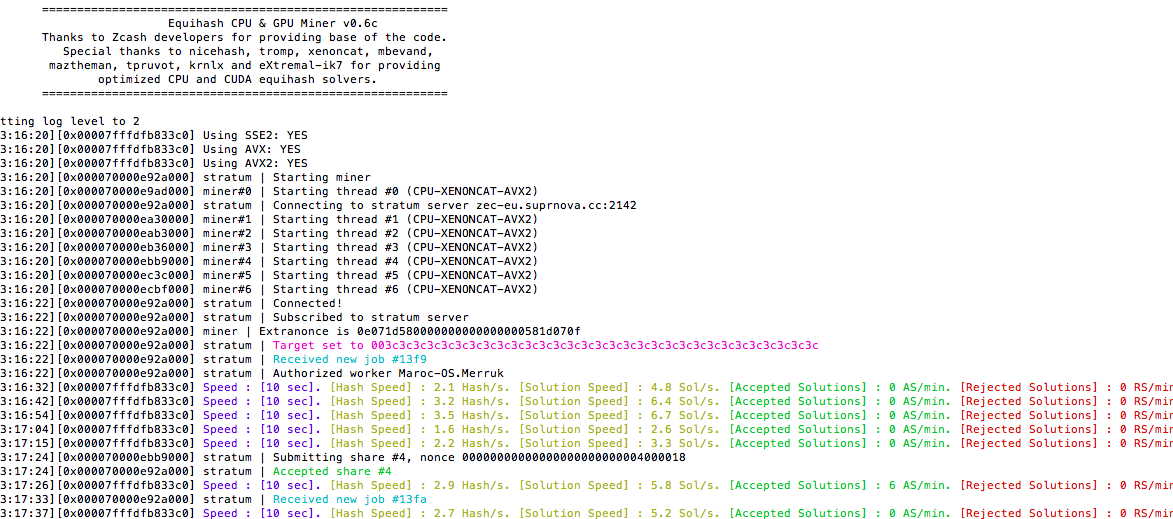 ================================================================
Equihash CPU & GPU Miner v0.6c
Thanks to Zcash developers for providing base of the code.
Special thanks to nicehash, tromp, xenoncat, mbevand,
maztheman, tpruvot, krnlx and eXtremal-ik7 for providing
optimized CPU and CUDA equihash solvers.
================================================================
tting log level to 2
3:16:20][0x00007fffdfb833c0] Using SSE2: YES
3:16:20][0x00007fffdfb833c0] Using AVX: YES
3:16:20][0x00007fffdfb833c0] Using AVX2: YES
3:16:20][0x000070000e92a000] stratum | Starting miner
3:16:20][0x000070000e9ad000] miner#0 | Starting thread #0 (CPU-XENONCAT-AVX2)
3:16:20][0x000070000e92a000] stratum | Connecting to stratum server zec-eu.suprnova.cc:2142
3:16:20][0x000070000ea30000] miner#1 | Starting thread #1 (CPU-XENONCAT-AVX2)
3:16:20][0x000070000eab3000] miner#2 | Starting thread #2 (CPU-XENONCAT-AVX2)
3:16:20][0x000070000eb36000] miner#3 | Starting thread #3 (CPU-XENONCAT-AVX2)
3:16:20][0x000070000ebb9000] miner#4 | Starting thread #4 (CPU-XENONCAT-AVX2)
3:16:20][0x000070000ec3c000] miner#5 | Starting thread #5 (CPU-XENONCAT-AVX2)
3:16:20][0x000070000ecbf000] miner#6 | Starting thread #6 (CPU-XENONCAT-AVX2)
3:16:22][0x000070000e92a000] stratum | Connected!
3:16:22][0x000070000e92a000] stratum | Subscribed to stratum server
3:16:22][0x000070000e92a000] miner | Extranonce is 0e071d580000000000000000581d070f
3:16:22][0x000070000e92a000] stratum | Target set to 003c3c3c3c3c3c3c3c3c3c3c3c3c3c3c3c3c3c3c3c3c3c3c3c3c3c3c3c3c3c3c
3:16:22][0x000070000e92a000] stratum | Received new job #13f9
3:16:22][0x000070000e92a000] stratum | Authorized worker Maroc-OS.Merruk
3:16:32][0x00007fffdfb833c0] Speed : [10 sec]. [Hash Speed] : 2.1 Hash/s. [Solution Speed] : 4.8 Sol/s. [Accepted Solutions] : 0 AS/min. [Rejected Solutions] : 0 RS/min
3:16:42][0x00007fffdfb833c0] Speed : [10 sec]. [Hash Speed] : 3.2 Hash/s. [Solution Speed] : 6.4 Sol/s. [Accepted Solutions] : 0 AS/min. [Rejected Solutions] : 0 RS/min
3:16:54][0x00007fffdfb833c0] Speed : [10 sec]. [Hash Speed] : 3.5 Hash/s. [Solution Speed] : 6.7 Sol/s. [Accepted Solutions] : 0 AS/min. [Rejected Solutions] : 0 RS/min
3:17:04][0x00007fffdfb833c0] Speed : [10 sec]. [Hash Speed] : 1.6 Hash/s. [Solution Speed] : 2.6 Sol/s. [Accepted Solutions] : 0 AS/min. [Rejected Solutions] : 0 RS/min
3:17:15][0x00007fffdfb833c0] Speed : [10 sec]. [Hash Speed] : 2.2 Hash/s. [Solution Speed] : 3.3 Sol/s. [Accepted Solutions] : 0 AS/min. [Rejected Solutions] : 0 RS/min
3:17:24][0x000070000ebb9000] stratum | Submitting share #4, nonce 00000000000000000000000004000018
3:17:24][0x000070000e92a000] stratum | Accepted share #4
3:17:26][0x00007fffdfb833c0] Speed : [10 sec]. [Hash Speed] : 2.9 Hash/s. [Solution Speed] : 5.8 Sol/s. [Accepted Solutions] : 6 AS/min. [Rejected Solutions] : 0 RS/min
3:17:33][0x000070000e92a000] stratum | Received new job #13fa
3:17:37][0x00007fffdfb833c0] Speed : [10 sec]. [Hash Speed] : 2.7 Hash/s. [Solution Speed] : 5.2 Sol/s. [Accepted Solutions] : 0 AS/min. [Rejected Solutions] : 0 RS/min